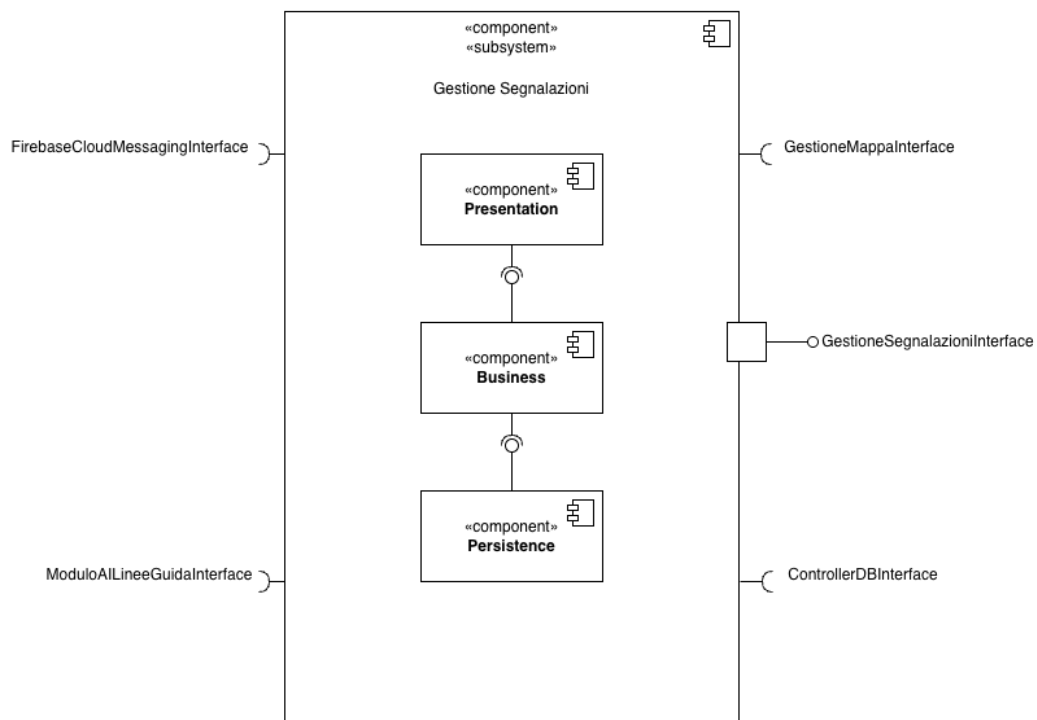 «component»
«subsystem»
Gestione Segnalazioni
FirebaseCloudMessagingInterface
GestioneMappaInterface
«component»
Presentation
GestioneSegnalazioniInterface
«component»
Business
«component»
Persistence
ModuloAILineeGuidaInterface
ControllerDBInterface